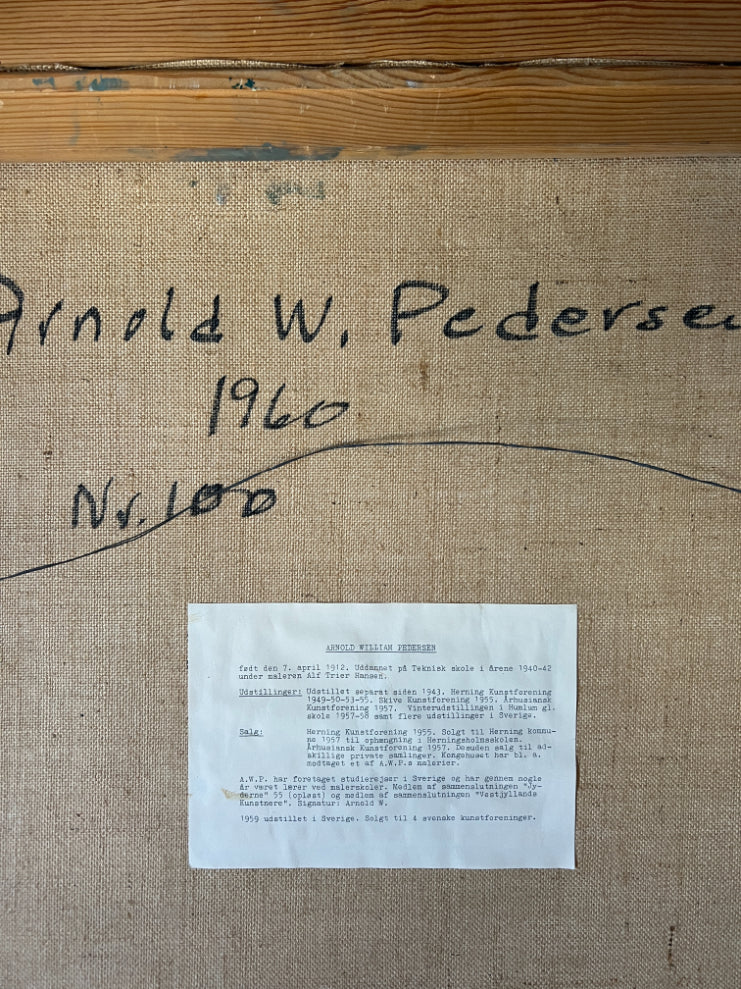 Arnold W. Pedersen
1960
Nr. 100
ARNOLD WILLIAM PEDERSEN
født den 7. april 1912. Uddannet på Teknisk skole i årene 1940-42
under maleren Alf Trier Hansen.
Udstillinger: Udstillet separat siden 1943. Herning Kunstforening
1949-50-53-55. Skive Kunstforening 1955. Århusiansk
Kunstforening 1957. Vinterudstillingen i Humlum gl.
skole 1957-58 samt flere udstillinger i Sverige.
Salg: Herning Kunstforening 1955. Solgt til Herning kommu-
ne 1957 til ophængning i Herningsholmskolen.
Århusiansk Kunstforening 1957. Desuden salg til ad-
skillige private samlinger. Kongehuset har bl. a.
modtaget et af A.W.P.s malerier.
A.W.P. har foretaget studierejser i Sverige og har gennem nogle
år været lærer ved malerskoler. Medlem af sammenslutningen "Jy-
derne" 55 (opløst) og medlem af sammenslutningen "Vestjyllands
Kunstnere". Signatur: Arnold W.
1959 udstillet i Sverige. Solgt til 4 svenske kunstforeninger.